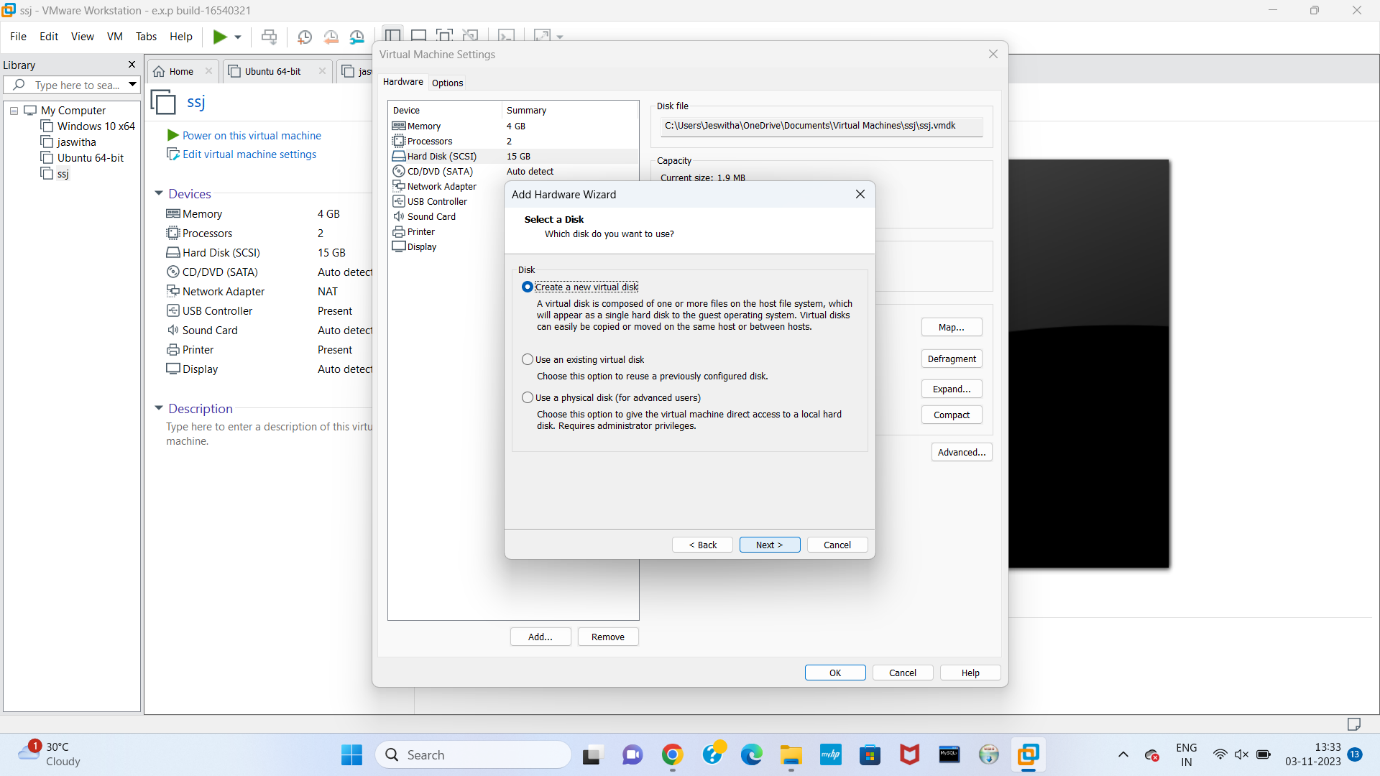 ssj - VMware Workstation - e.x.p build-16540321
File Edit View VM Tabs Help
Library
Type here to sea...
My Computer
Windows 10 x64
jaswitha
Ubuntu 64-bit
ssj
Home
Ubuntu 64-bit
jas
ssj
Power on this virtual machine
Edit virtual machine settings
Devices
Memory 4 GB
Processors 2
Hard Disk (SCSI) 15 GB
CD/DVD (SATA) Auto detect
Network Adapter NAT
USB Controller Present
Sound Card Auto detect
Printer Present
Display Auto detect
Description
Type here to enter a description of this virtu
machine.
Virtual Machine Settings
Hardware Options
Device Summary
Memory 4 GB
Processors 2
Hard Disk (SCSI) 15 GB
CD/DVD (SATA) Auto detect
Network Adapter
USB Controller
Sound Card
Printer
Display
Add... Remove
Disk file
C:\Users\Jeswitha\OneDrive\Documents\Virtual Machines\ssj\ssj.vmdk
Capacity
Current size: 1.9 MB
Map...
Defragment
Expand...
Compact
Advanced...
OK Cancel Help
Add Hardware Wizard
Select a Disk
Which disk do you want to use?
Disk
Create a new virtual disk
A virtual disk is composed of one or more files on the host file system, which
will appear as a single hard disk to the guest operating system. Virtual disks
can easily be copied or moved on the same host or between hosts.
Use an existing virtual disk
Choose this option to reuse a previously configured disk.
Use a physical disk (for advanced users)
Choose this option to give the virtual machine direct access to a local hard
disk. Requires administrator privileges.
< Back Next > Cancel
1
30°C
Cloudy
Search
myhp
MySQL
ENG
IN
13:33
03-11-2023
13